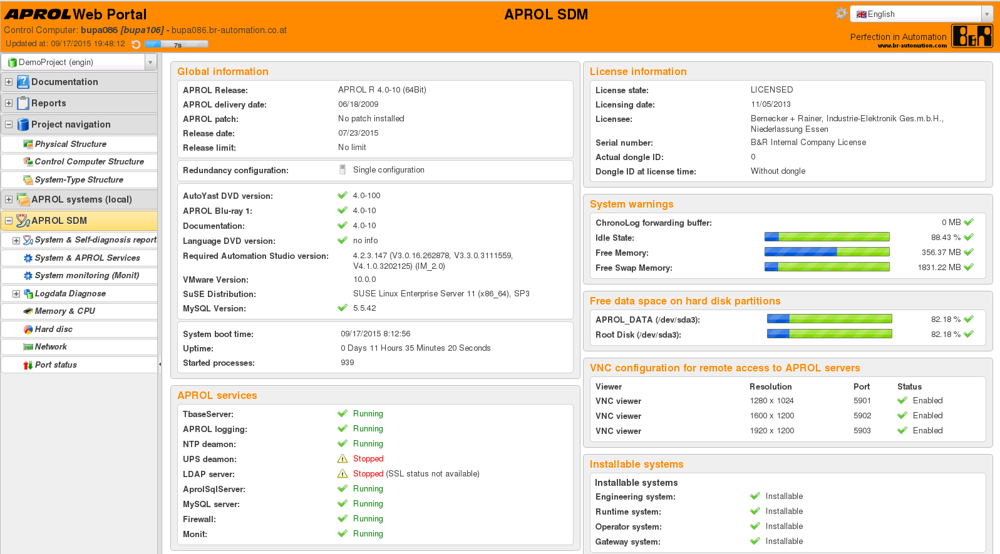 APROL Web Portal
APROL SDM
English
Control Computer: bupa086 [bupa106] - bupa086.br-automation.co.at
Updated at: 09/17/2015 19:48:12
7s
Perfection in Automation
www.br-automation.com
B&R
DemoProject (engin)
Documentation
Reports
Project navigation
Physical Structure
Control Computer Structure
System-Type Structure
APROL systems (local)
APROL SDM
System & Self-diagnosis report
System & APROL Services
System monitoring (Monit)
Logdata Diagnose
Memory & CPU
Hard disc
Network
Port status
Global information
APROL Release: APROL R 4.0-10 (64Bit)
APROL delivery date: 06/18/2009
APROL patch: No patch installed
Release date: 07/23/2015
Release limit: No limit
Redundancy configuration: Single configuration
AutoYast DVD version: 4.0-100
APROL Blu-ray 1: 4.0-10
Documentation: 4.0-10
Language DVD version: no info
Required Automation Studio version: 4.2.3.147 (V3.0.16.262878, V3.3.0.3111559,
V4.1.0.3202125) (IM_2.0)
VMware Version: 10.0.0
SuSE Distribution: SUSE Linux Enterprise Server 11 (x86_64), SP3
MySQL Version: 5.5.42
System boot time: 09/17/2015 8:12:56
Uptime: 0 Days 11 Hours 35 Minutes 20 Seconds
Started processes: 939
APROL services
TbaseServer: Running
APROL logging: Running
NTP deamon: Running
UPS deamon: Stopped
LDAP server: Stopped (SSL status not available)
AprolSqlServer: Running
MySQL server: Running
Firewall: Running
Monit: Running
License information
License state: LICENSED
Licensing date: 11/05/2013
Licensee: Bernecker + Rainer, Industrie-Elektronik Ges.m.b.H.,
Niederlassung Essen
Serial number: B&R Internal Company License
Actual dongle ID: 0
Dongle ID at license time: Without dongle
System warnings
ChronoLog forwarding buffer: 0 MB
Idle State: 88.43 %
Free Memory: 356.37 MB
Free Swap Memory: 1831.22 MB
Free data space on hard disk partitions
APROL_DATA (/dev/sda3): 82.18 %
Root Disk (/dev/sda3): 82.18 %
VNC configuration for remote access to APROL servers
Viewer Resolution Port Status
VNC viewer 1280 x 1024 5901 Enabled
VNC viewer 1600 x 1200 5902 Enabled
VNC viewer 1920 x 1200 5903 Enabled
Installable systems
Installable systems
Engineering system: Installable
Runtime system: Installable
Operator system: Installable
Gateway system: Installable